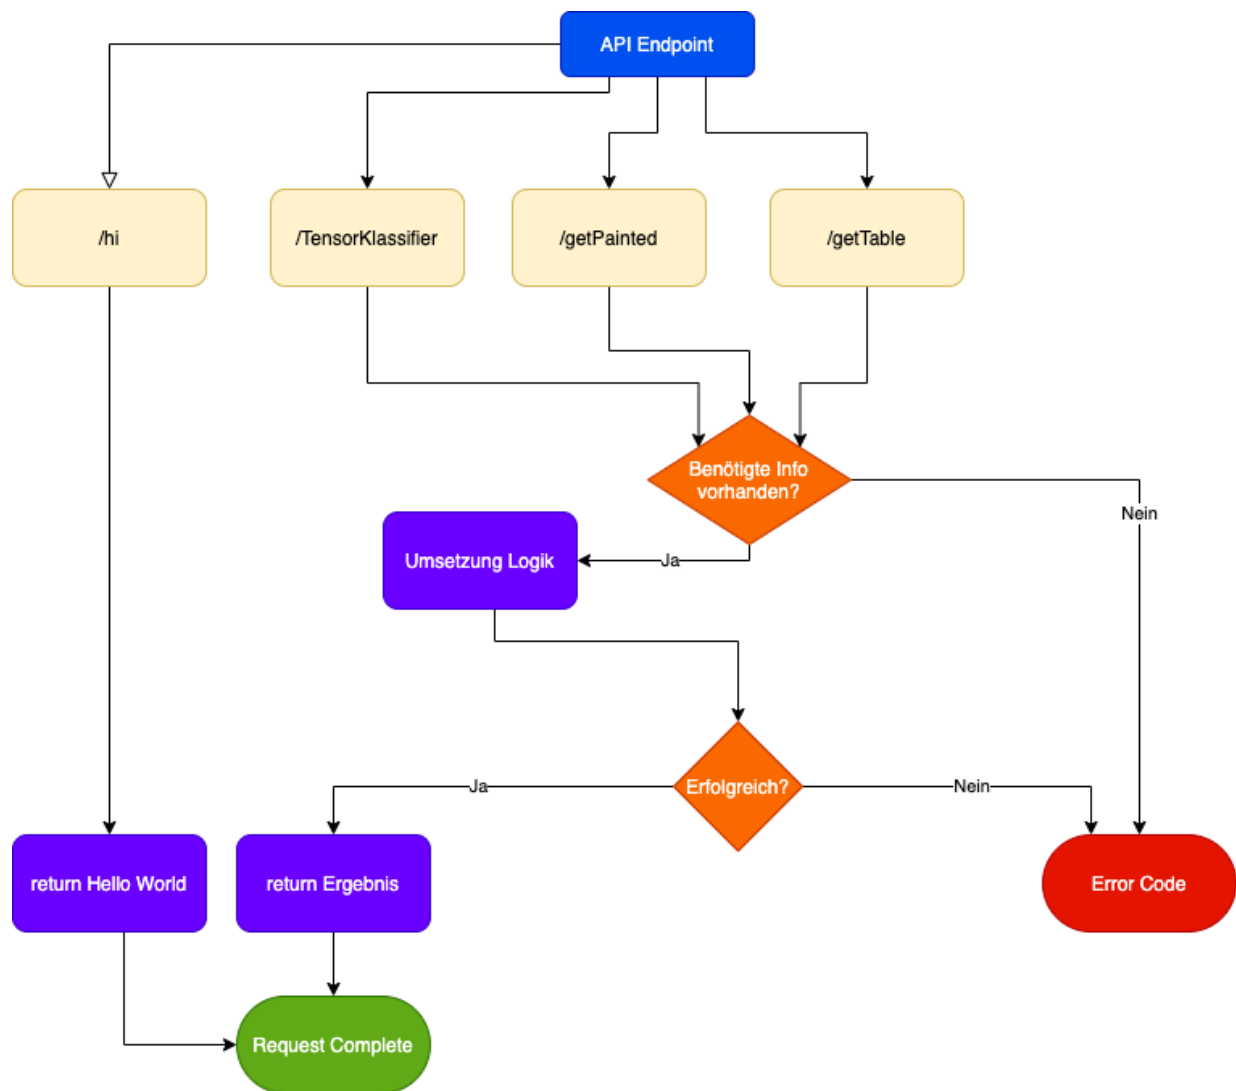 API Endpoint
/hi
/TensorKlassifier
/getPainted
/getTable
Benötigte Info
vorhanden?
Nein
Umsetzung Logik
Ja
Ja
Erfolgreich?
Nein
return Hello World
return Ergebnis
Error Code
Request Complete